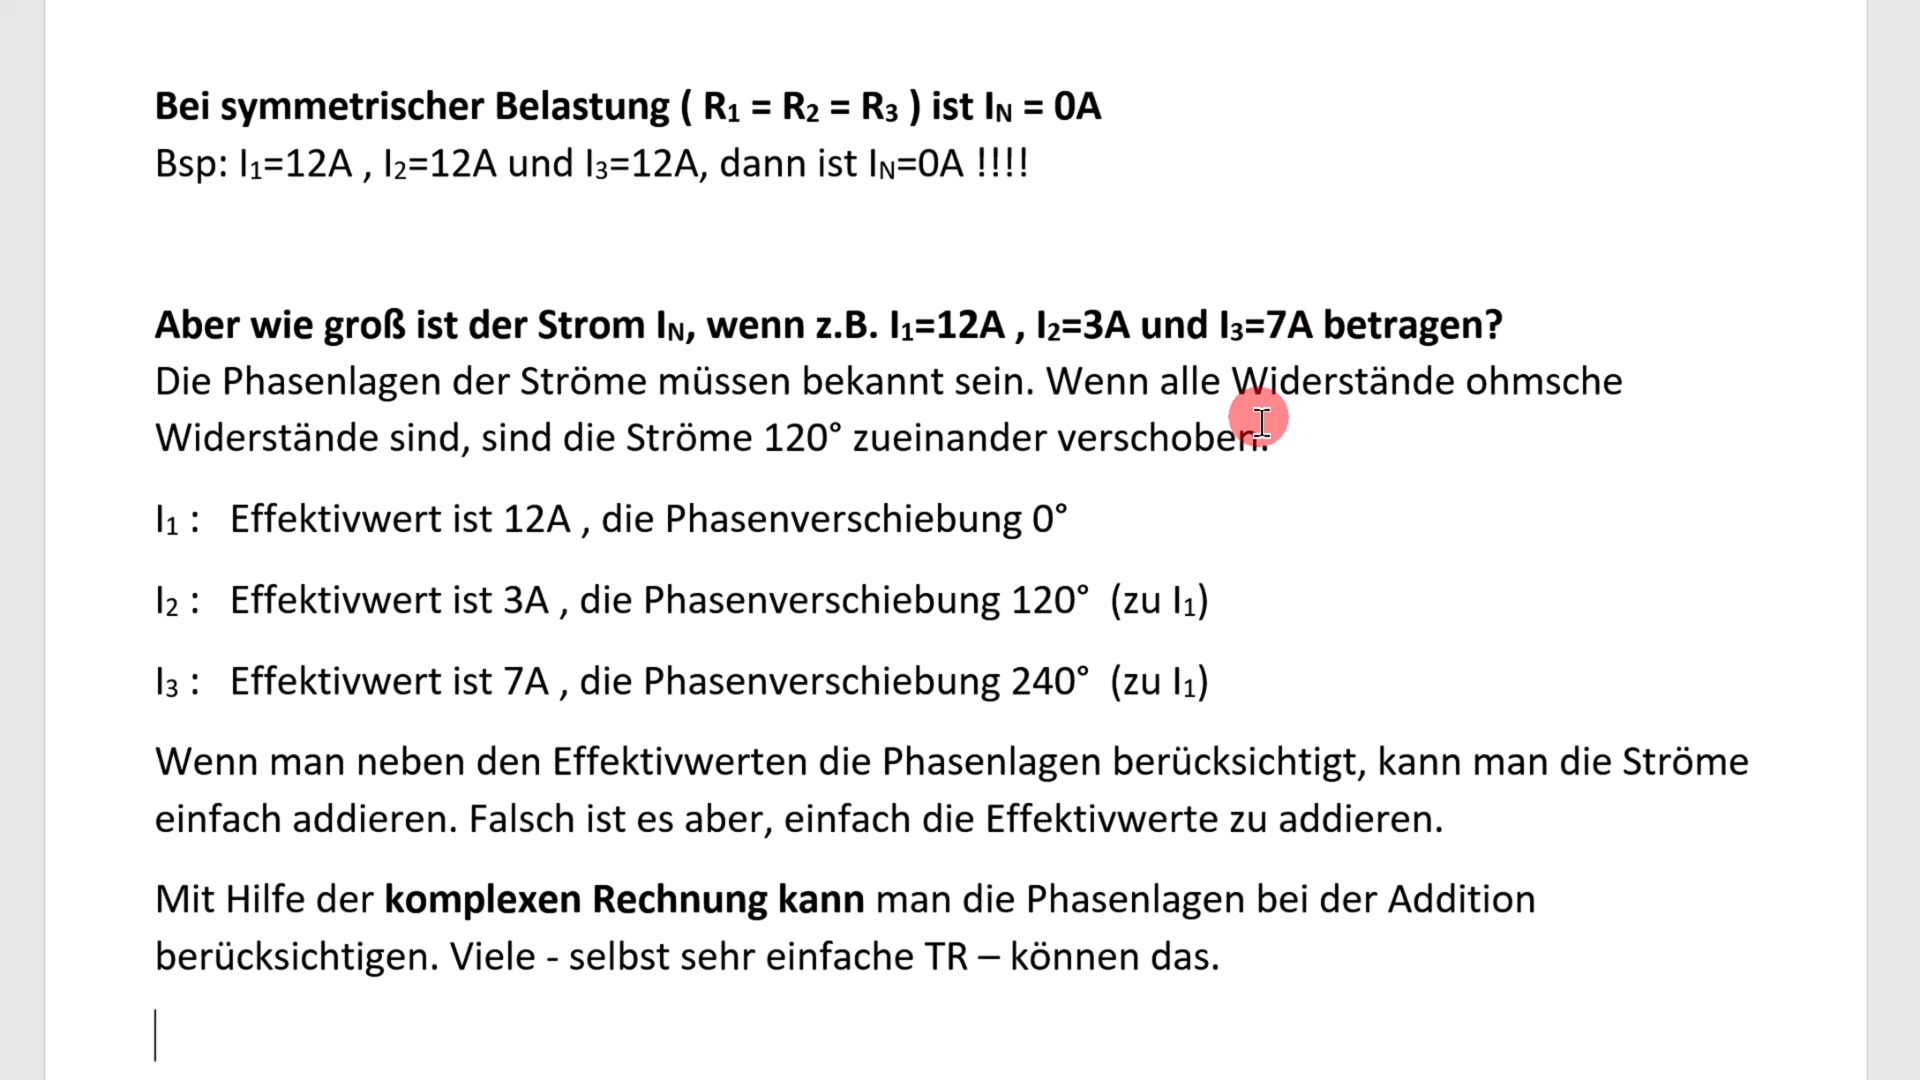 Bei symmetrischer Belastung ( R₁ = R₂ = R₃ ) ist Iɴ = 0A
Bsp: I₁=12A , I₂=12A und I₃=12A, dann ist Iɴ=0A !!!!
Aber wie groß ist der Strom Iɴ, wenn z.B. I₁=12A , I₂=3A und I₃=7A betragen?
Die Phasenlagen der Ströme müssen bekannt sein. Wenn alle Widerstände ohmsche
Widerstände sind, sind die Ströme 120° zueinander verschoben.
I₁ : Effektivwert ist 12A , die Phasenverschiebung 0°
I₂ : Effektivwert ist 3A , die Phasenverschiebung 120° (zu I₁)
I₃ : Effektivwert ist 7A , die Phasenverschiebung 240° (zu I₁)
Wenn man neben den Effektivwerten die Phasenlagen berücksichtigt, kann man die Ströme
einfach addieren. Falsch ist es aber, einfach die Effektivwerte zu addieren.
Mit Hilfe der komplexen Rechnung kann man die Phasenlagen bei der Addition
berücksichtigen. Viele - selbst sehr einfache TR – können das.